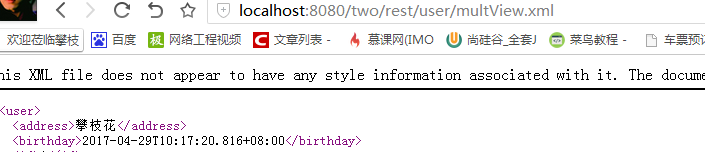 localhost:8080/two/rest/user/multView.xml
欢迎莅临攀枝 百度 网络工程视频 文章列表 - 慕课网(IMO 尚硅谷_全套J 菜鸟教程 - 车票预订
his XML file does not appear to have any style information associated with it. The docume
<user>
<address>攀枝花</address>
<birthday>2017-04-29T10:17:20.816+08:00</birthday>